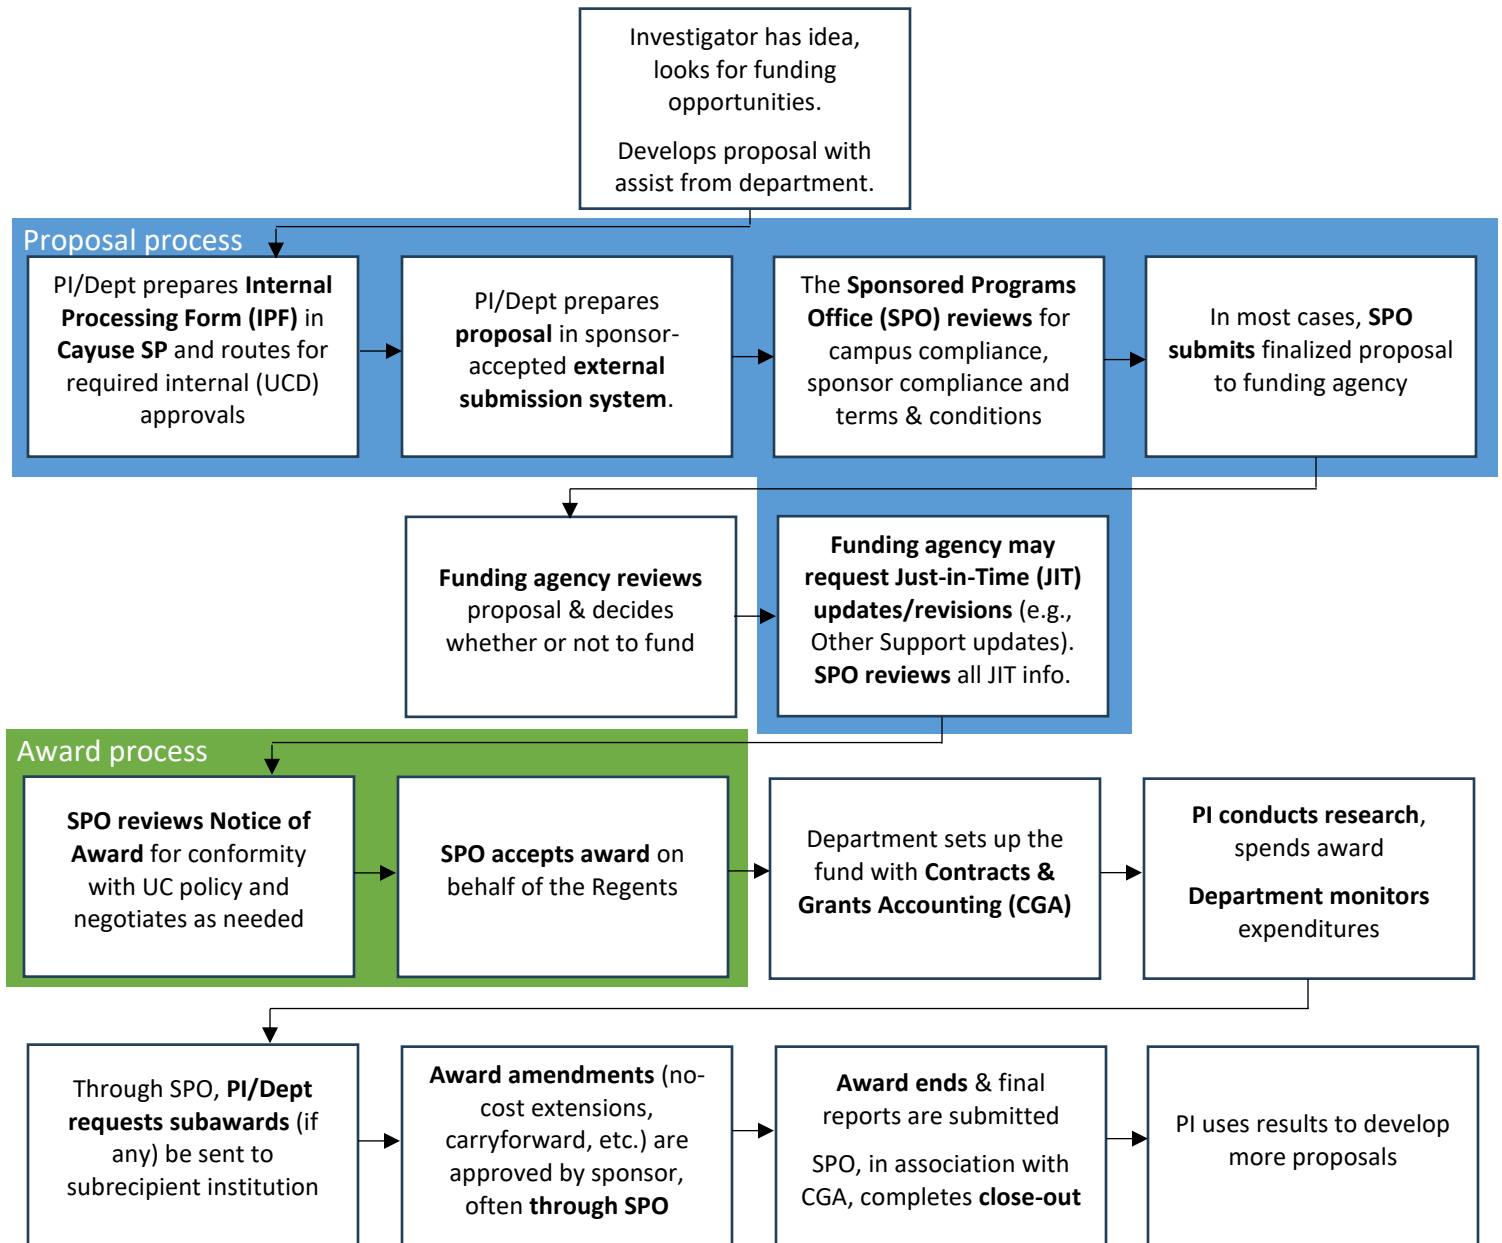 Investigator has idea,
looks for funding
opportunities.
Develops proposal with
assist from department.
Proposal process
PI/Dept prepares Internal
Processing Form (IPF) in
Cayuse SP and routes for
required internal (UCD)
approvals
PI/Dept prepares
proposal in sponsor-
accepted external
submission system.
The Sponsored Programs
Office (SPO) reviews for
campus compliance,
sponsor compliance and
terms & conditions
In most cases, SPO
submits finalized proposal
to funding agency
Funding agency reviews
proposal & decides
whether or not to fund
Funding agency may
request Just-in-Time (JIT)
updates/revisions (e.g.,
Other Support updates).
SPO reviews all JIT info.
Award process
SPO reviews Notice of
Award for conformity
with UC policy and
negotiates as needed
SPO accepts award on
behalf of the Regents
Department sets up the
fund with Contracts &
Grants Accounting (CGA)
PI conducts research,
spends award
Department monitors
expenditures
Through SPO, PI/Dept
requests subawards (if
any) be sent to
subrecipient institution
Award amendments (no-
cost extensions,
carryforward, etc.) are
approved by sponsor,
often through SPO
Award ends & final
reports are submitted
SPO, in association with
CGA, completes close-out
PI uses results to develop
more proposals